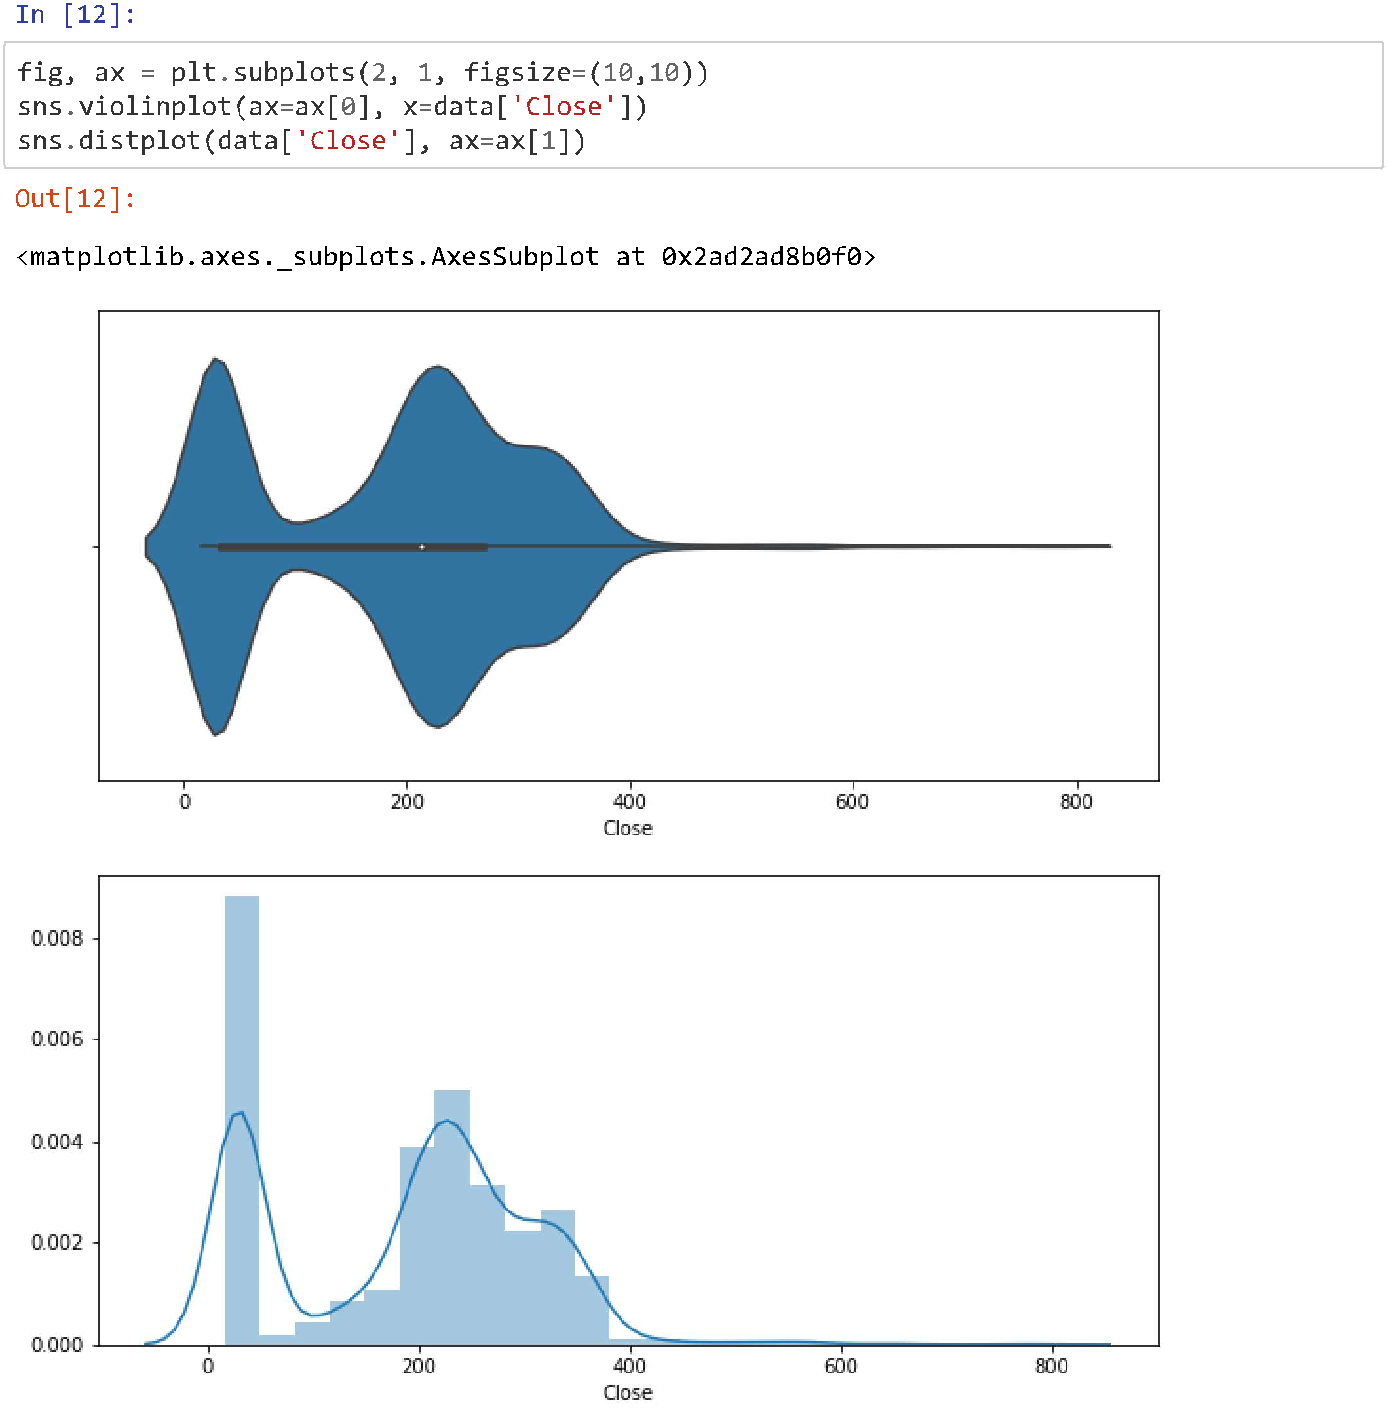 In [12]:
fig, ax = plt.subplots(2, 1, figsize=(10,10))
sns.violinplot(ax=ax[0], x=data['Close'])
sns.distplot(data['Close'], ax=ax[1])
Out[12]:
<matplotlib.axes._subplots.AxesSubplot at 0x2ad2ad8b0f0>
0 200 400 600 800
Close
0.008
0.006
0.004
0.002
0.000
0 200 400 600 800
Close